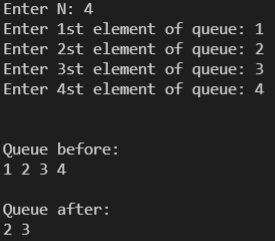 Enter N: 4
Enter 1st element of queue: 1
Enter 2st element of queue: 2
Enter 3st element of queue: 3
Enter 4st element of queue: 4
Queue before:
1 2 3 4
Queue after:
2 3